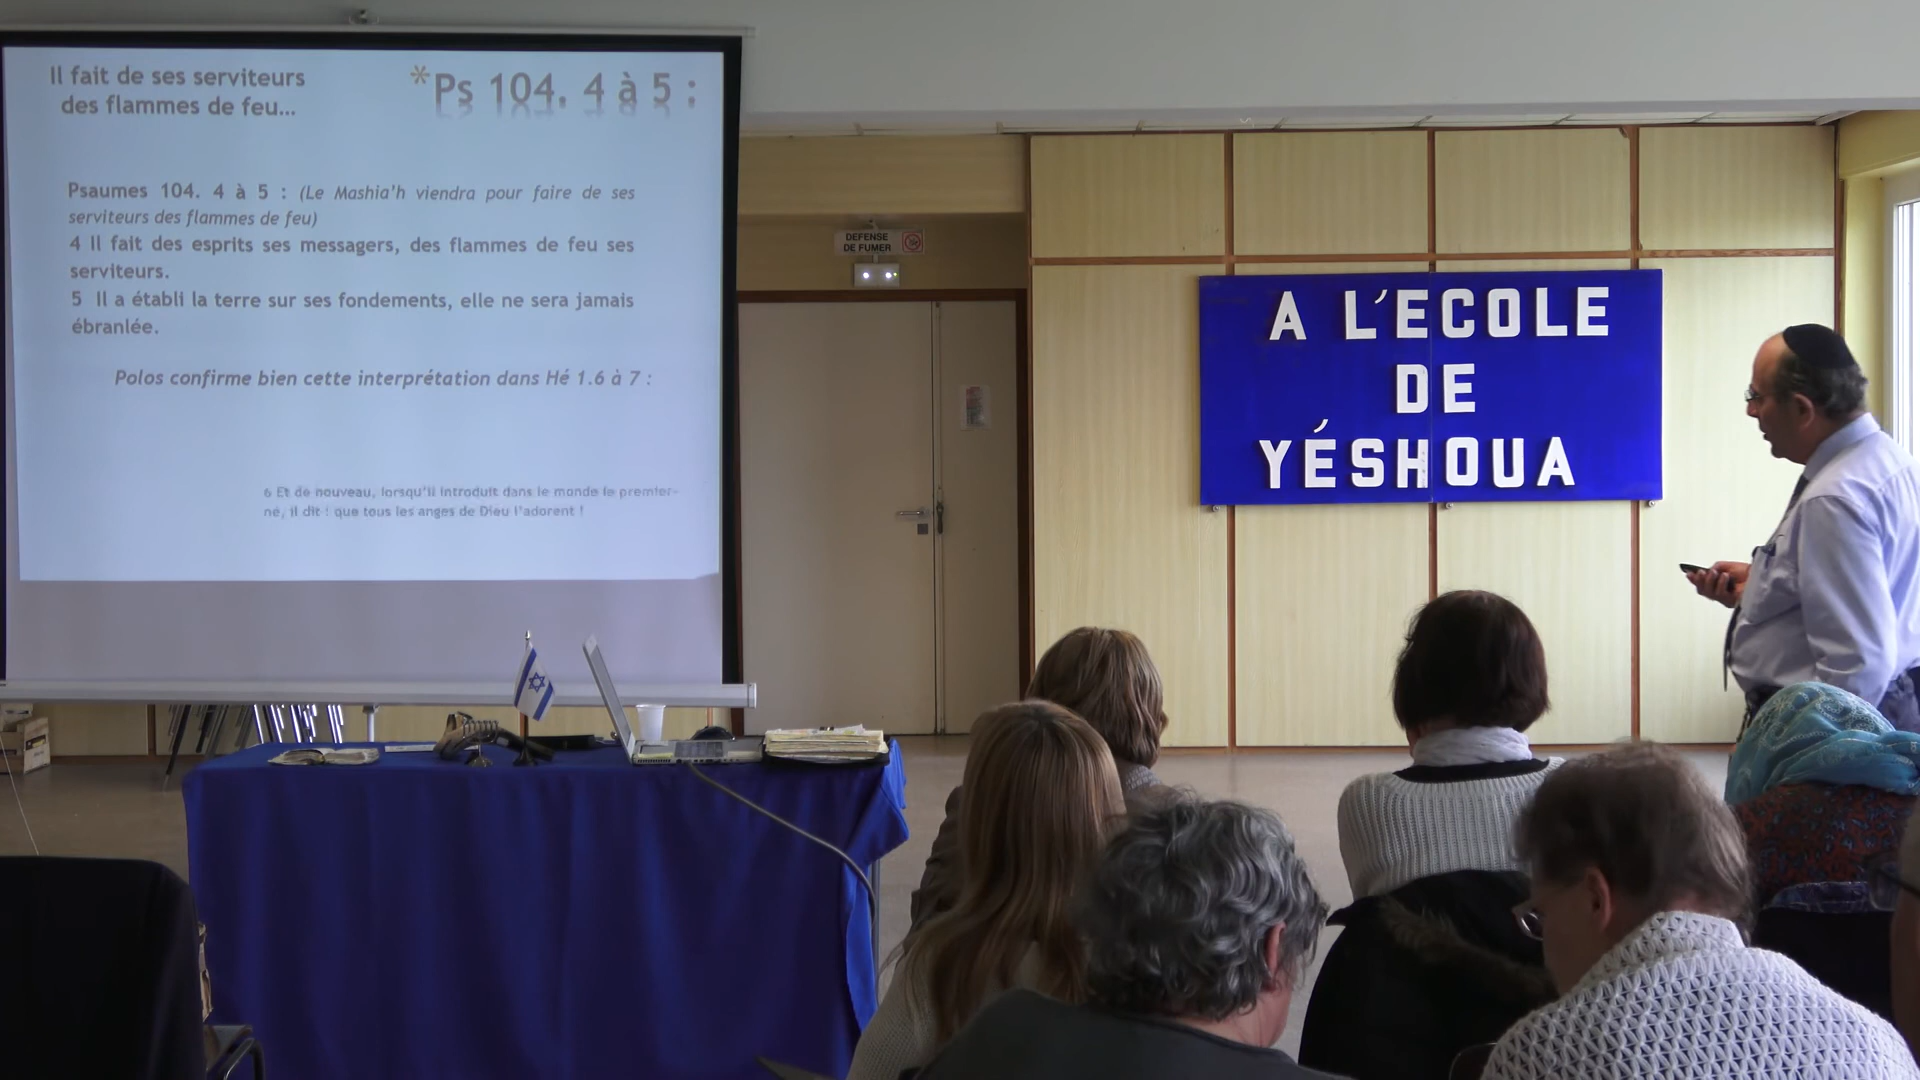 Il fait de ses serviteurs
des flammes de feu...
*Ps 104. 4 à 5 :
Psaumes 104. 4 à 5 : (Le Mashia'h viendra pour faire de ses
serviteurs des flammes de feu)
4 Il fait des esprits ses messagers, des flammes de feu ses
serviteurs.
5 Il a établi la terre sur ses fondements, elle ne sera jamais
ébranlée.
Polos confirme bien cette interprétation dans Hé 1.6 à 7 :
6 Et de nouveau, lorsqu'il introduit dans le monde le premier-
né, il dit : que tous les anges de Dieu l'adorent !
DEFENSE
DE FUMER
A L'ECOLE
DE
YÉSHOUA